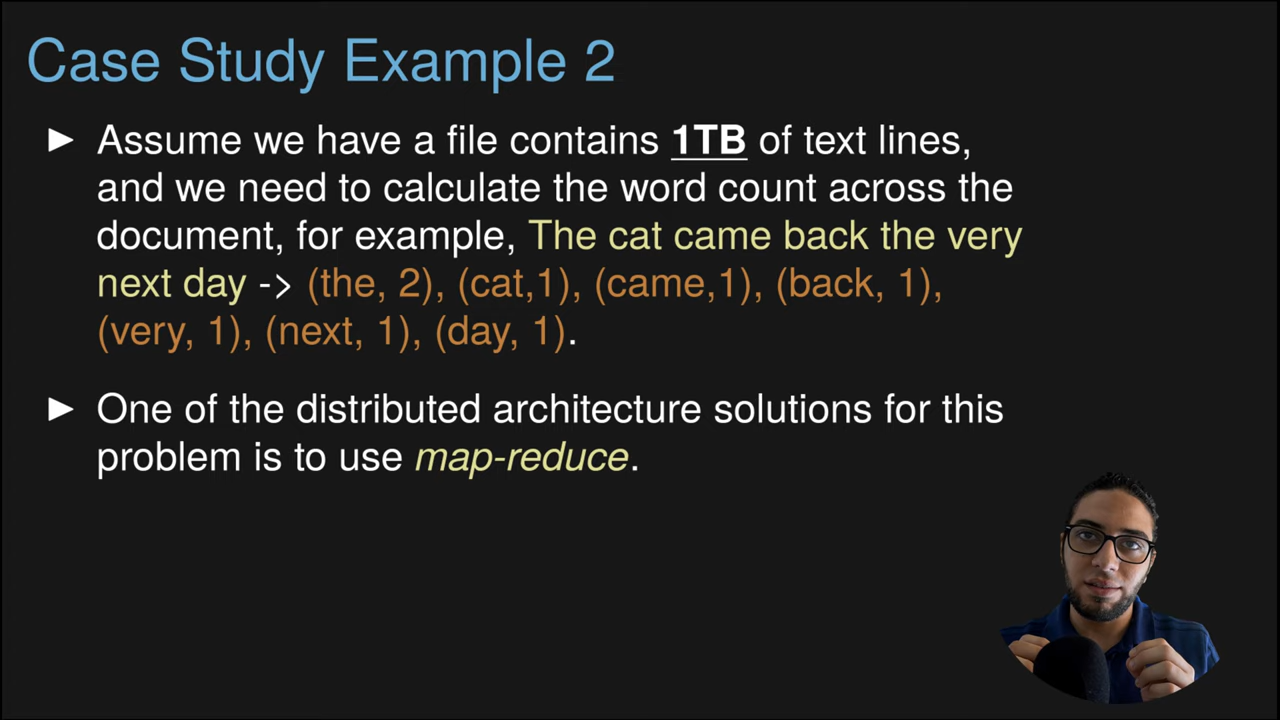 Case Study Example 2
▶ Assume we have a file contains 1TB of text lines,
and we need to calculate the word count across the
document, for example, The cat came back the very
next day -> (the, 2), (cat,1), (came,1), (back, 1),
(very, 1), (next, 1), (day, 1).
▶ One of the distributed architecture solutions for this
problem is to use map-reduce.